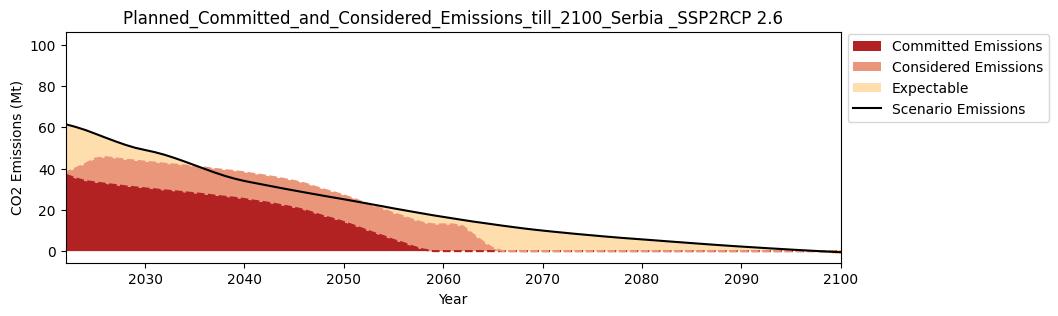 Planned_Committed_and_Considered_Emissions_till_2100_Serbia _SSP2RCP 2.6
100
80
60
40
20
0
CO2 Emissions (Mt)
2030 2040 2050 2060 2070 2080 2090 2100
Year
Committed Emissions
Considered Emissions
Expectable
Scenario Emissions